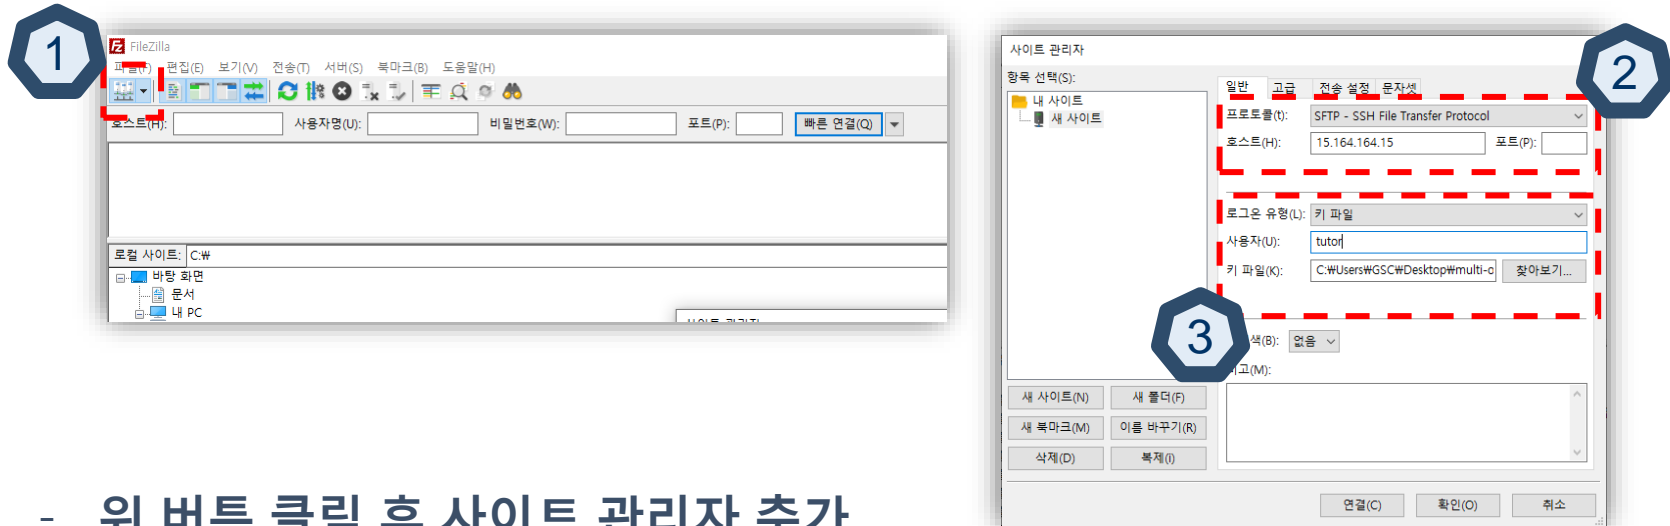 1
FileZilla
파일(F) 편집(E) 보기(V) 전송(T) 서버(S) 북마크(B) 도움말(H)
호스트(H): 사용자명(U): 비밀번호(W): 포트(P): 빠른 연결(Q)
로컬 사이트: C:₩
바탕 화면
문서
내 PC
사이트 관리자
2
사이트 관리자
항목 선택(S):
내 사이트
새 사이트
일반 고급 전송 설정 문자셋
프로토콜(t): SFTP - SSH File Transfer Protocol
호스트(H): 15.164.164.15 포트(P):
로그온 유형(L): 키 파일
사용자(U): tutor
키 파일(K): C:₩Users₩GSC₩Desktop₩multi-c 찾아보기...
3
색(B): 없음
고(M):
새 사이트(N) 새 폴더(F)
새 북마크(M) 이름 바꾸기(R)
삭제(D) 복제(I)
연결(C) 확인(O) 취소
- 위 버튼 클릭 후 사이트 관리자 추가